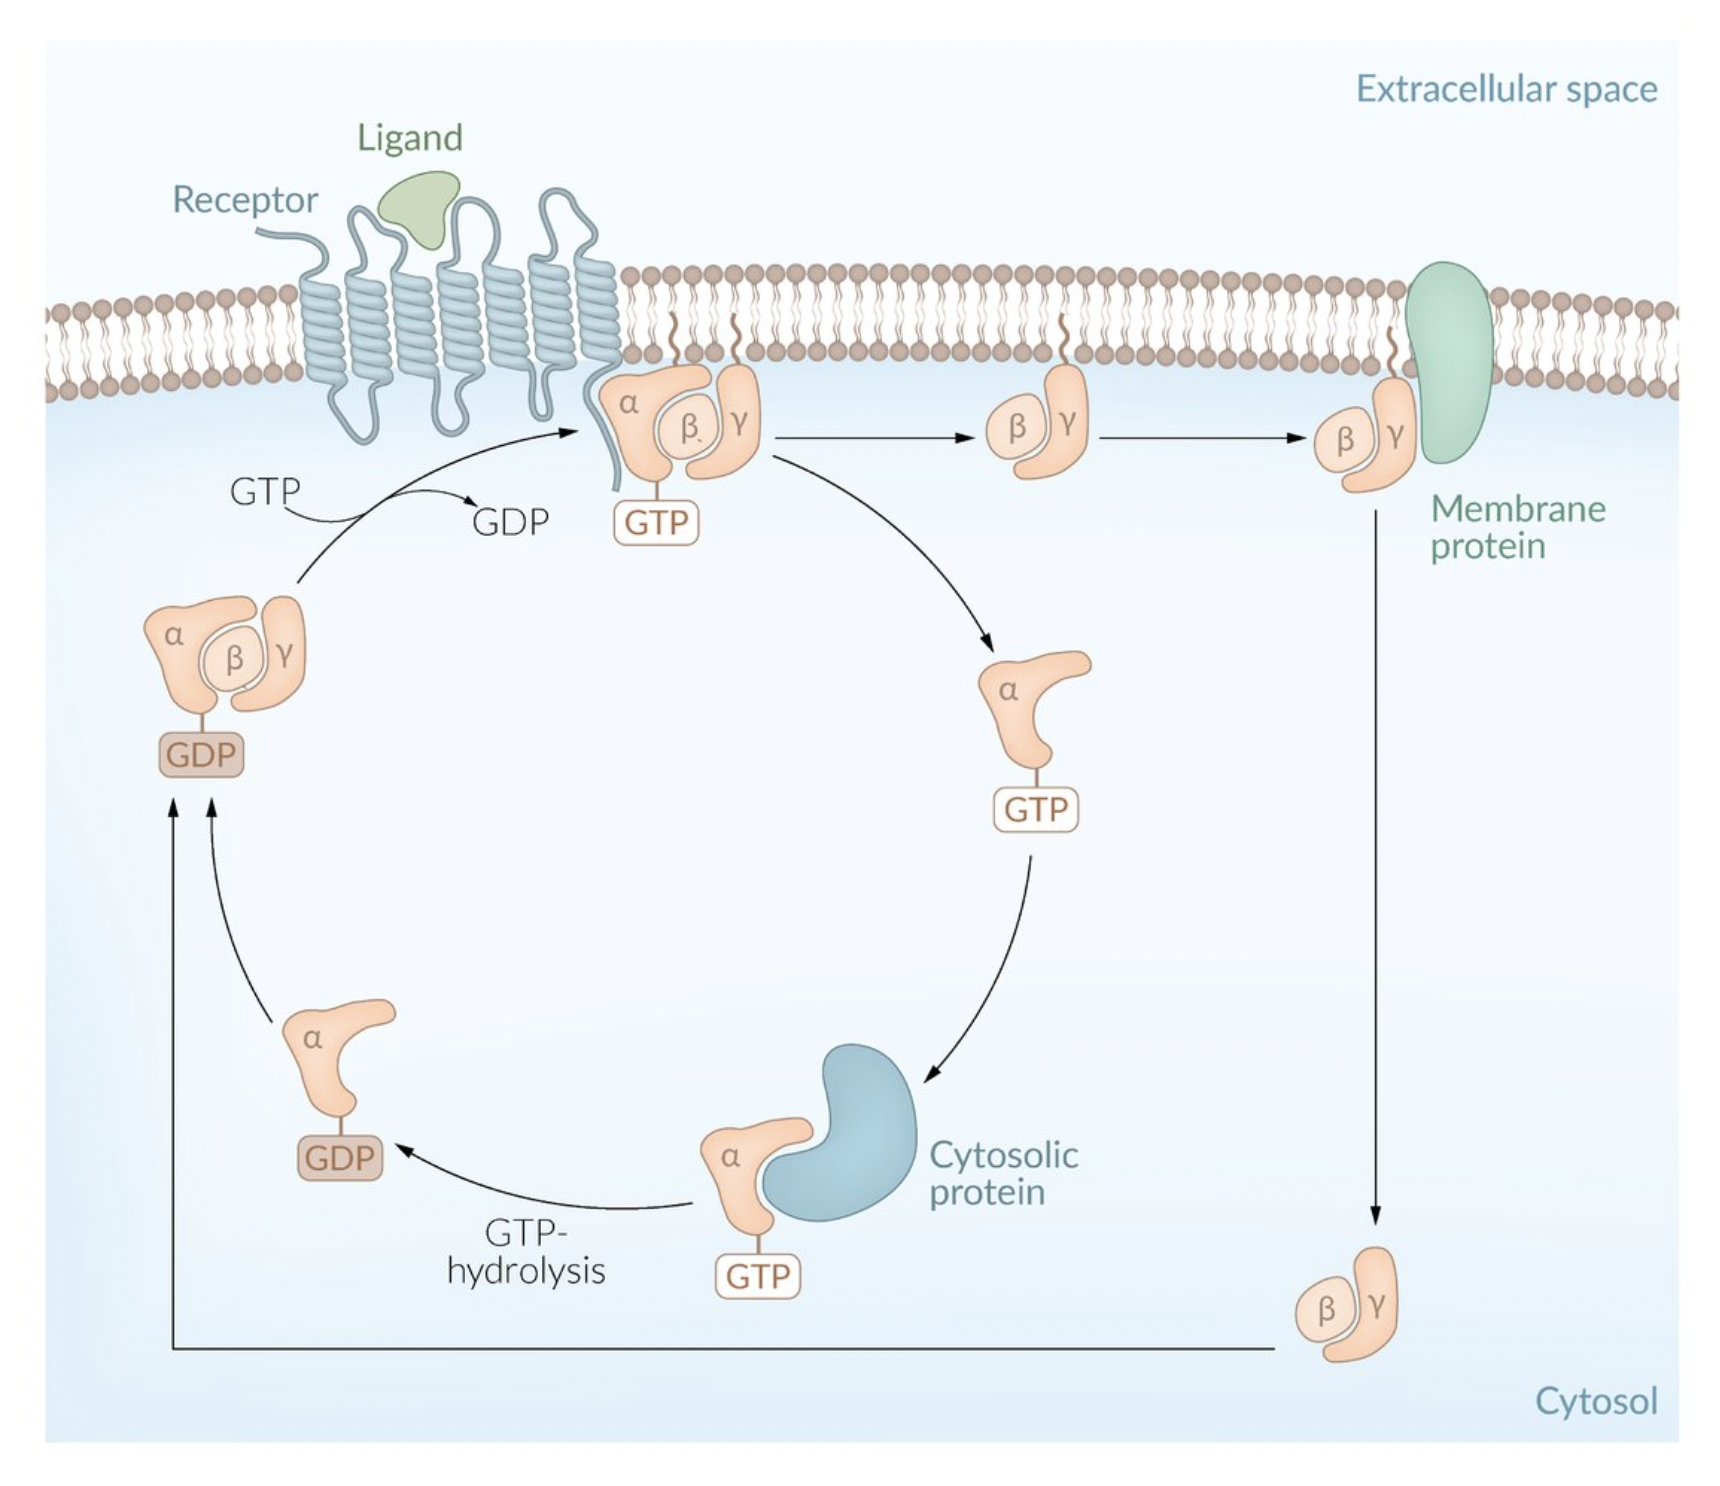 Extracellular space
Ligand
Receptor
α
β
γ
β
γ
β
γ
GTP
GDP
GTP
Membrane
protein
α
β
γ
GDP
α
GTP
α
GDP
α
Cytosolic
protein
GTP-
hydrolysis
GTP
β
γ
Cytosol